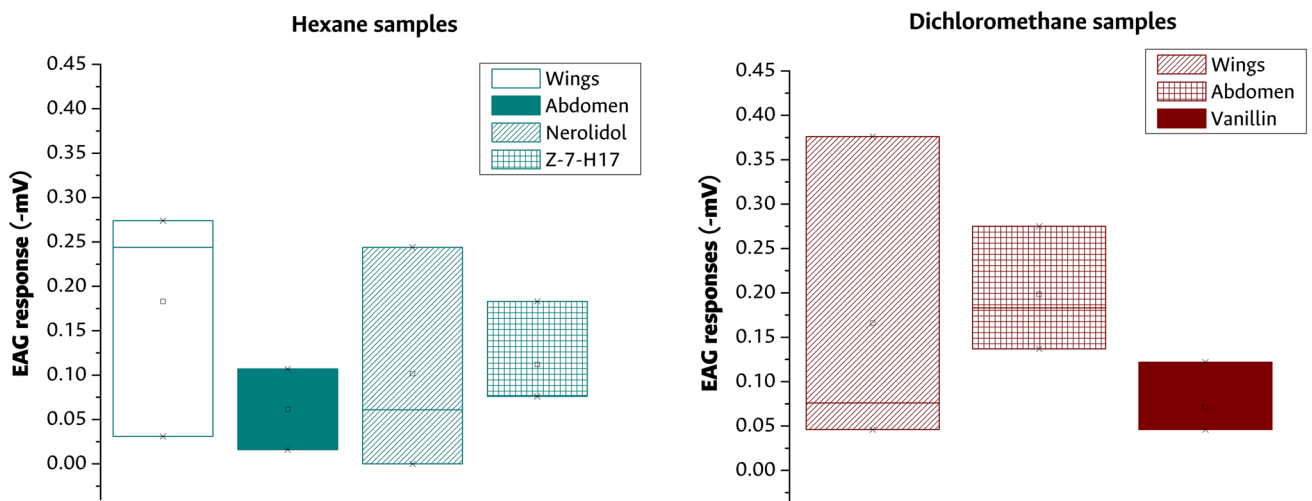 Hexane samples
EAG response (-mV)
0.45
0.40
0.35
0.30
0.25
0.20
0.15
0.10
0.05
0.00
Wings
Abdomen
Nerolidol
Z-7-H17
Dichloromethane samples
EAG responses (-mV)
0.45
0.40
0.35
0.30
0.25
0.20
0.15
0.10
0.05
0.00
Wings
Abdomen
Vanillin